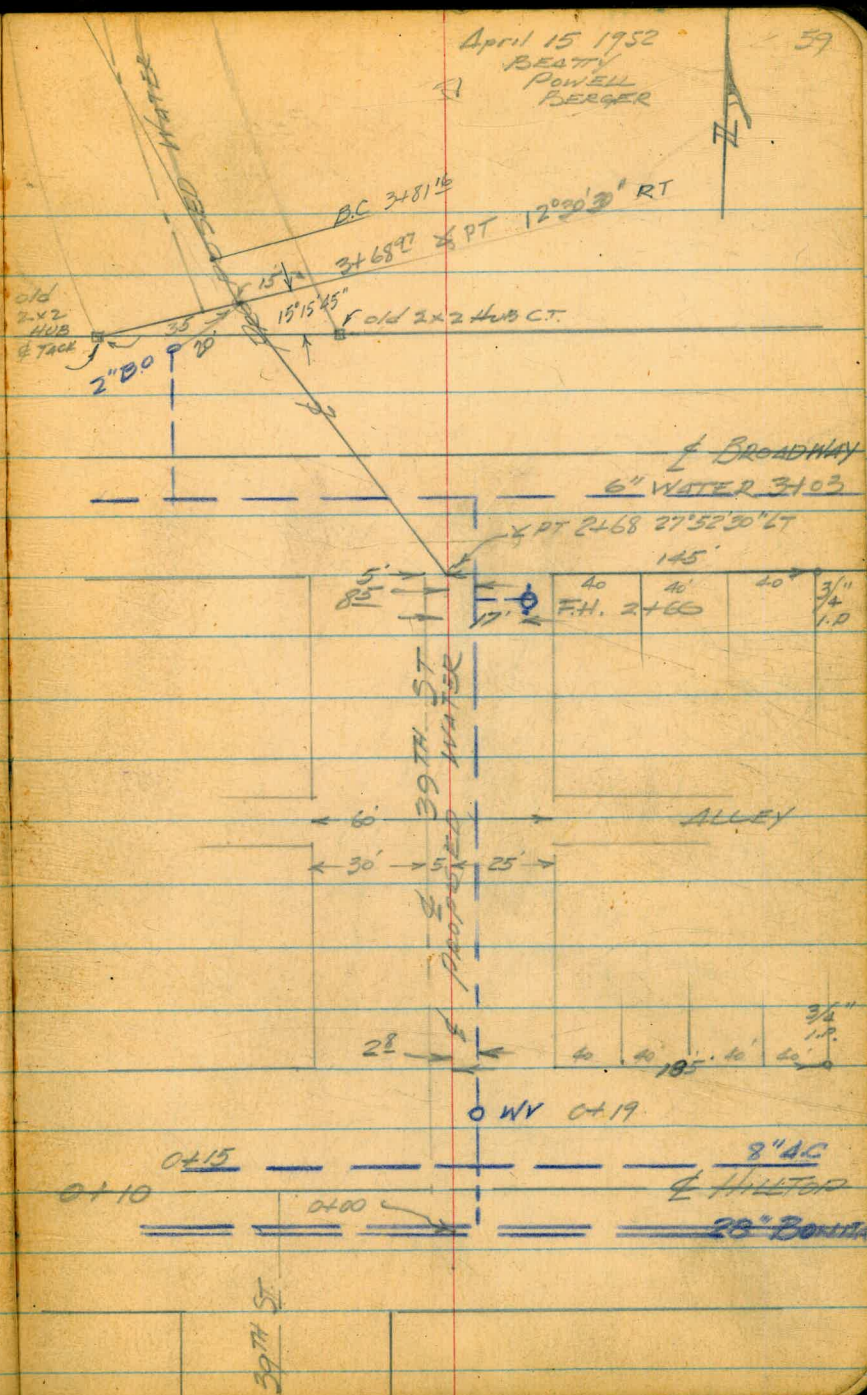 April 15 1952
59
BEATTY
POWELL
BERGER
B.C 3+81 16
3+68 97 ∡ PT 12°30'30" RT
15'
15°15'45"
old
2x2
HUB
& TACK
35
20'
old 2x2 HUB C.T.
2" B.O
℄
PROPOSED WATER
℄ BROADWAY
6" WATER 3+03
∡ PT 2+68 27°52'30" LT
145'
5'
8 5
40
40'
40
3/4"
I.P
17'
F.H. 2+66
℄ 39TH ST
℄ PROPOSED WATER
60'
ALLEY
30'
5
25'
3/4"
I.P.
2 8
40
40
40'
40'
185'
WV 0+19
0+15
8" A.C
0+10
℄ HILLTOP
0+00
28" BONITA
39TH ST.